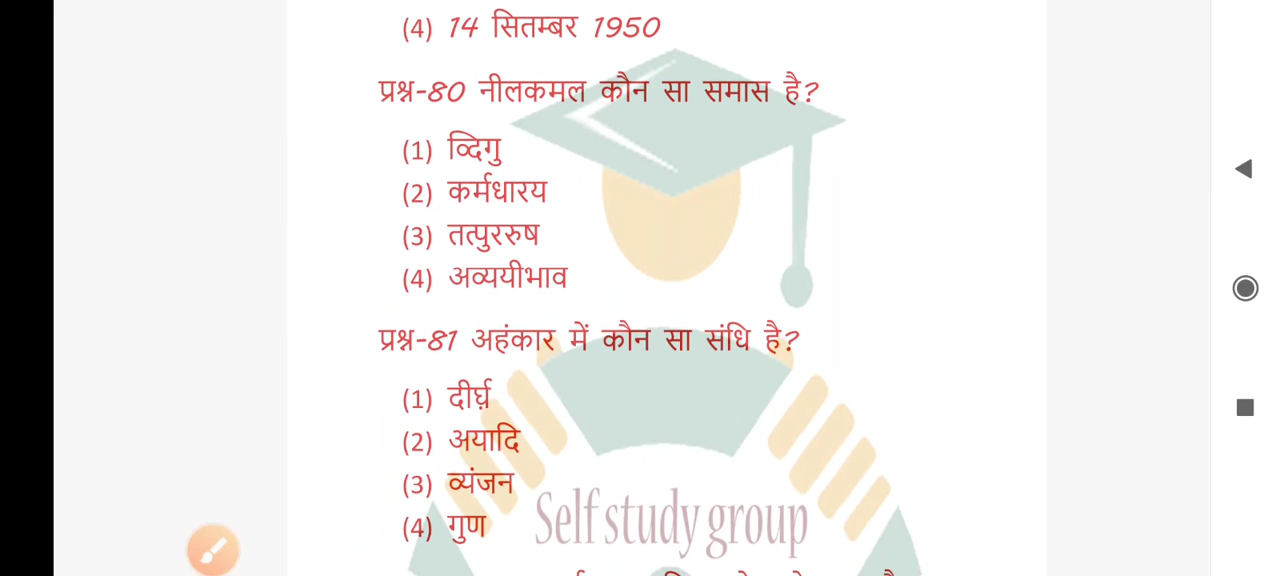 (4) 14 सितम्बर 1950
प्रश्न-80 नीलकमल कौन सा समास है?
(1) व्दिगु
(2) कर्मधारय
(3) तत्पुररुष
(4) अव्ययीभाव
प्रश्न-81 अहंकार में कौन सा संधि है?
(1) दीर्घ़
(2) अयादि
(3) व्यंजन
(4) गुण
Self study group